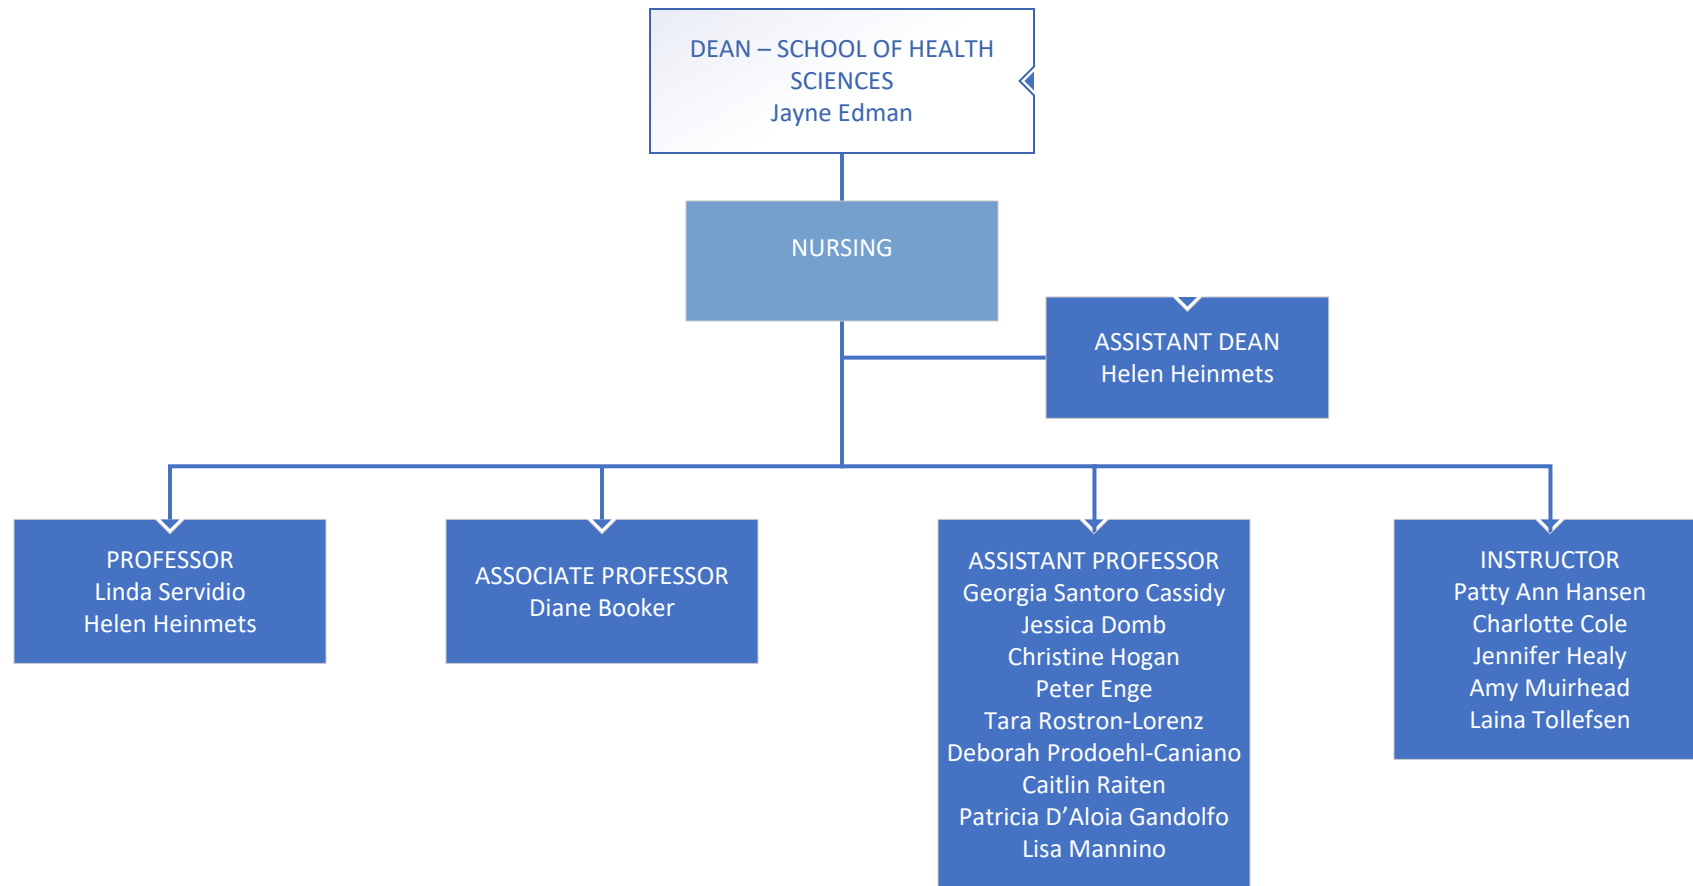 DEAN – SCHOOL OF HEALTH
SCIENCES
Jayne Edman
NURSING
ASSISTANT DEAN
Helen Heinmets
PROFESSOR
Linda Servidio
Helen Heinmets
ASSOCIATE PROFESSOR
Diane Booker
ASSISTANT PROFESSOR
Georgia Santoro Cassidy
Jessica Domb
Christine Hogan
Peter Enge
Tara Rostron-Lorenz
Deborah Prodoehl-Caniano
Caitlin Raiten
Patricia D’Aloia Gandolfo
Lisa Mannino
INSTRUCTOR
Patty Ann Hansen
Charlotte Cole
Jennifer Healy
Amy Muirhead
Laina Tollefsen